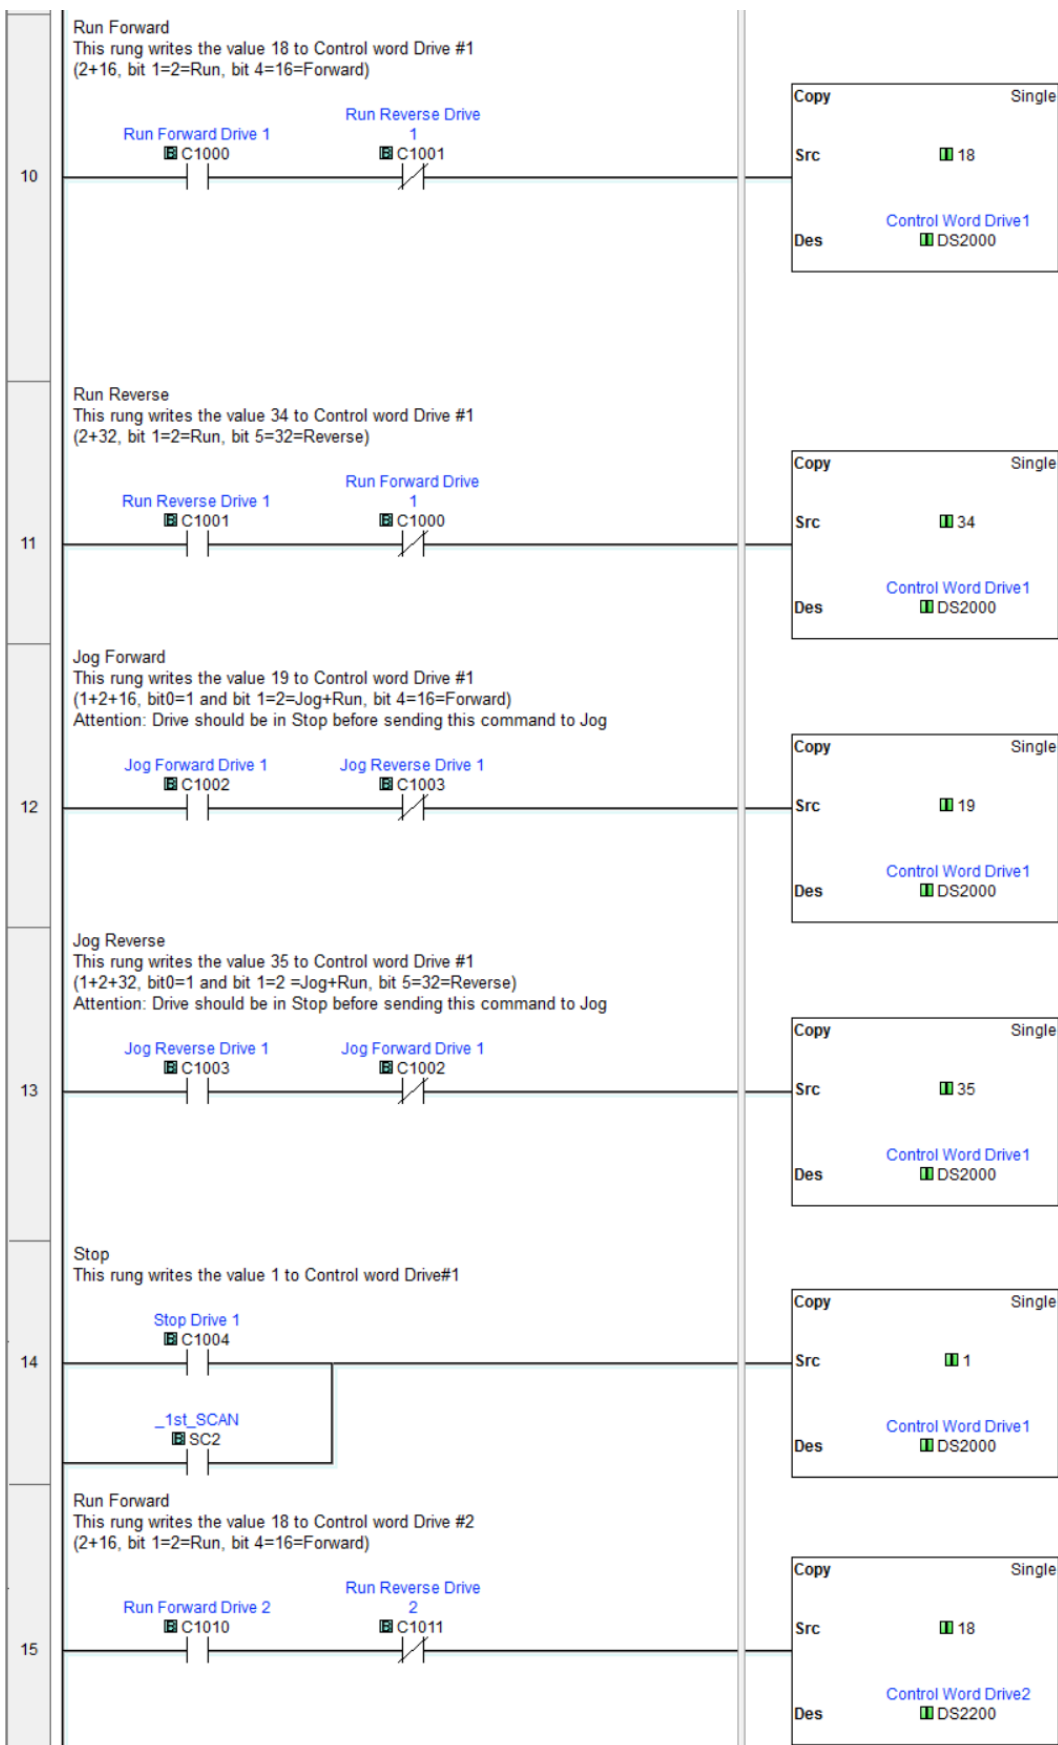 Run Forward
This rung writes the value 18 to Control word Drive #1
(2+16, bit 1=2=Run, bit 4=16=Forward)
Copy Single
Run Reverse Drive
Run Forward Drive 1 1
C1000 C1001
Src 18
10
Control Word Drive1
Des DS2000
Run Reverse
This rung writes the value 34 to Control word Drive #1
(2+32, bit 1=2=Run, bit 5=32=Reverse)
Copy Single
Run Forward Drive
Run Reverse Drive 1 1
C1001 C1000
Src 34
11
Control Word Drive1
Des DS2000
Jog Forward
This rung writes the value 19 to Control word Drive #1
(1+2+16, bit0=1 and bit 1=2=Jog+Run, bit 4=16=Forward)
Attention: Drive should be in Stop before sending this command to Jog
Copy Single
Jog Forward Drive 1 Jog Reverse Drive 1
C1002 C1003
12 Src 19
Control Word Drive1
Des DS2000
Jog Reverse
This rung writes the value 35 to Control word Drive #1
(1+2+32, bit0=1 and bit 1=2 =Jog+Run, bit 5=32=Reverse)
Attention: Drive should be in Stop before sending this command to Jog
Copy Single
Jog Reverse Drive 1 Jog Forward Drive 1
C1003 C1002
13 Src 35
Control Word Drive1
Des DS2000
Stop
This rung writes the value 1 to Control word Drive#1
Copy Single
Stop Drive 1
C1004
14 Src 1
_1st_SCAN
SC2
Control Word Drive1
Des DS2000
Run Forward
This rung writes the value 18 to Control word Drive #2
(2+16, bit 1=2=Run, bit 4=16=Forward)
Copy Single
Run Reverse Drive
Run Forward Drive 2 2
C1010 C1011
Src 18
15
Control Word Drive2
Des DS2200